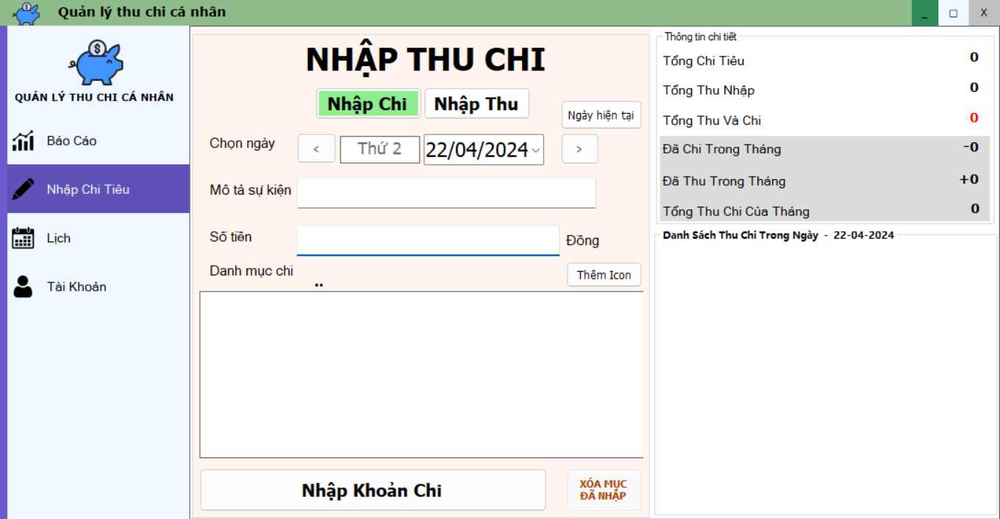 Quản lý thu chi cá nhân
_ □ X
QUẢN LÝ THU CHI CÁ NHÂN
Báo Cáo
Nhập Chi Tiêu
Lịch
Tài Khoản
NHẬP THU CHI
Nhập Chi Nhập Thu
Ngày hiện tại
Chọn ngày < Thứ 2 22/04/2024 >
Mô tả sự kiện
Số tiền Đồng
Danh mục chi .. Thêm Icon
Nhập Khoản Chi
XÓA MỤC
ĐÃ NHẬP
Thông tin chi tiết
Tổng Chi Tiêu 0
Tổng Thu Nhập 0
Tổng Thu Và Chi 0
Đã Chi Trong Tháng -0
Đã Thu Trong Tháng +0
Tổng Thu Chi Của Tháng 0
Danh Sách Thu Chi Trong Ngày - 22-04-2024